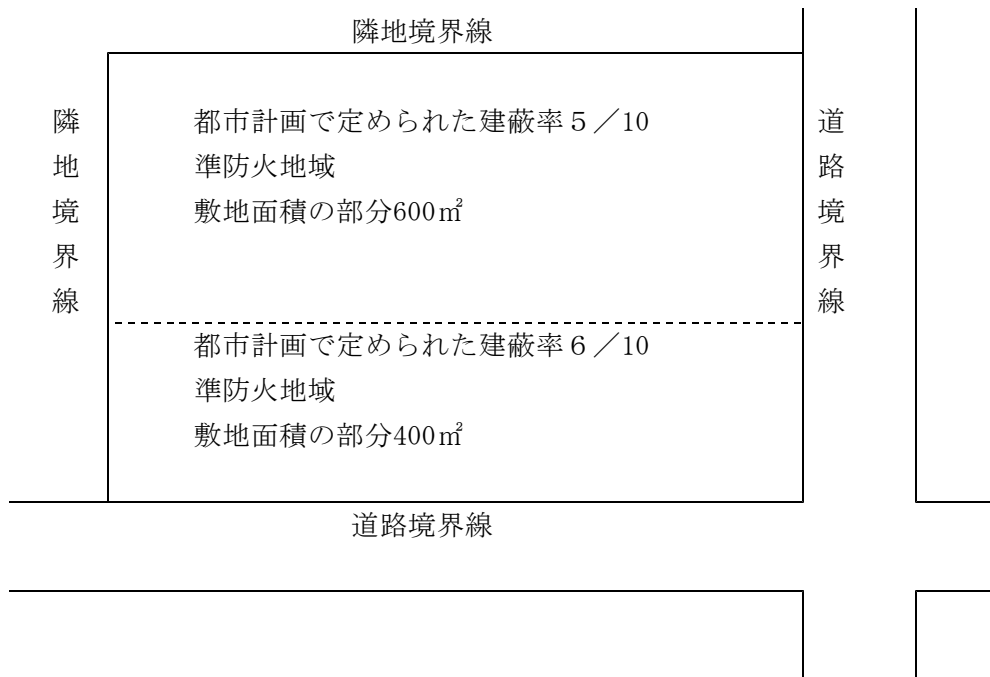 隣地境界線
隣地境界線
都市計画で定められた建蔽率５／10
準防火地域
敷地面積の部分600㎡
道路境界線
都市計画で定められた建蔽率６／10
準防火地域
敷地面積の部分400㎡
道路境界線